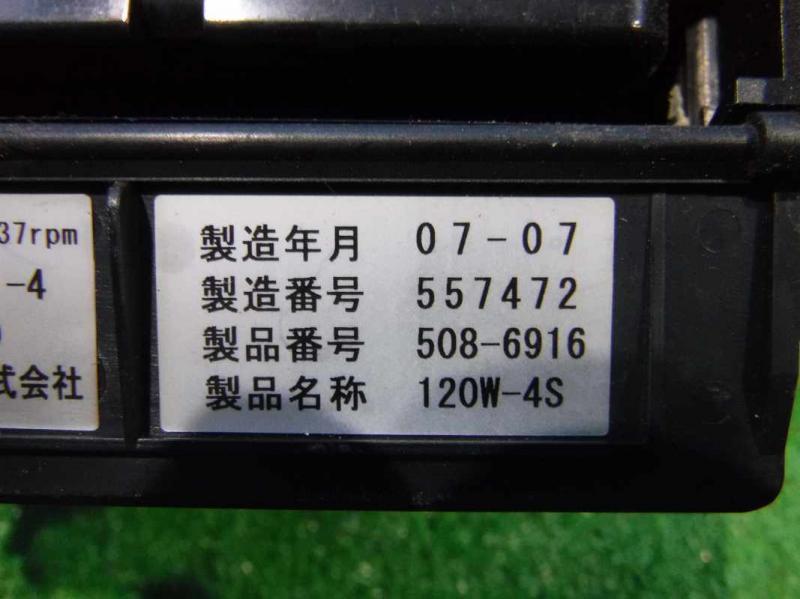 37rpm
-4
式会社
製造年月 07-07
製造番号 557472
製品番号 508-6916
製品名称 120W-4S